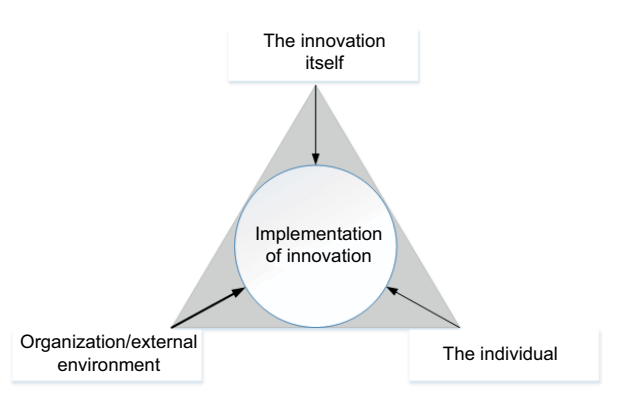 The innovation
itself
Implementation
of innovation
Organization/external
environment
The individual